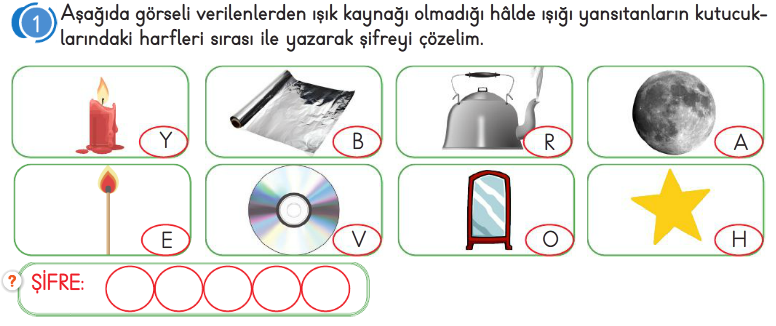 1 Aşağıda görseli verilenlerden ışık kaynağı olmadığı hâlde ışığı yansıtanların kutucuk-
larındaki harfleri sırası ile yazarak şifreyi çözelim.
Y B R A
E V O H
? ŞİFRE: